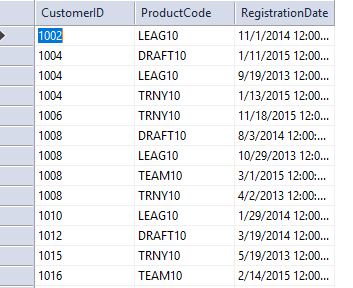 CustomerID ProductCode RegistrationDate
1002 LEAG10 11/1/2014 12:00...
1004 DRAFT10 1/11/2015 12:00...
1004 LEAG10 9/19/2013 12:00...
1004 TRNY10 1/13/2015 12:00...
1006 TRNY10 11/18/2015 12:0...
1008 DRAFT10 8/3/2014 12:00:...
1008 LEAG10 10/29/2013 12:00...
1008 TEAM10 3/1/2015 12:00:...
1008 TRNY10 4/2/2013 12:00:...
1010 LEAG10 1/29/2014 12:00...
1012 DRAFT10 3/19/2014 12:00...
1015 TRNY10 5/19/2013 12:00...
1016 TEAM10 2/14/2015 12:00...